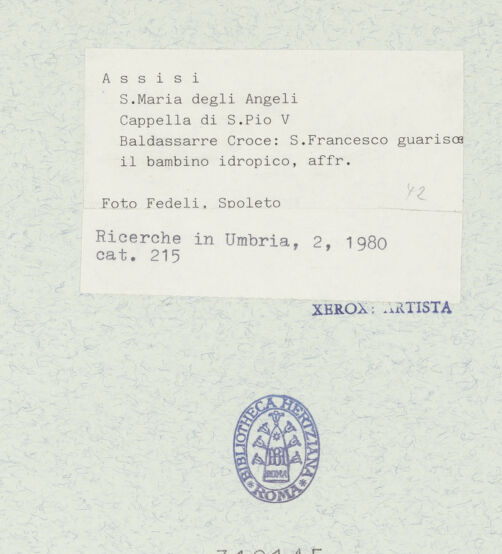 A s s i s i
S.Maria degli Angeli
Cappella di S.Pio V
Baldassarre Croce: S.Francesco guarisce
il bambino idropico, affr.
42
Foto Fedeli, Spoleto
Ricerche in Umbria, 2, 1980
cat. 215
XEROX: ARTISTA
BIBLIOTHECA HERTZIANA
ROMA
* ROMA *